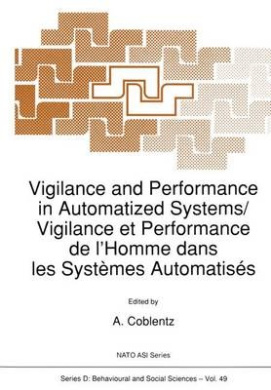 Vigilance and Performance
in Automatized Systems/
Vigilance et Performance
de l'Homme dans
les Systèmes Automatisés
Edited by
A. Coblentz
NATO ASI Series
Series D: Behavioural and Social Sciences – Vol. 49